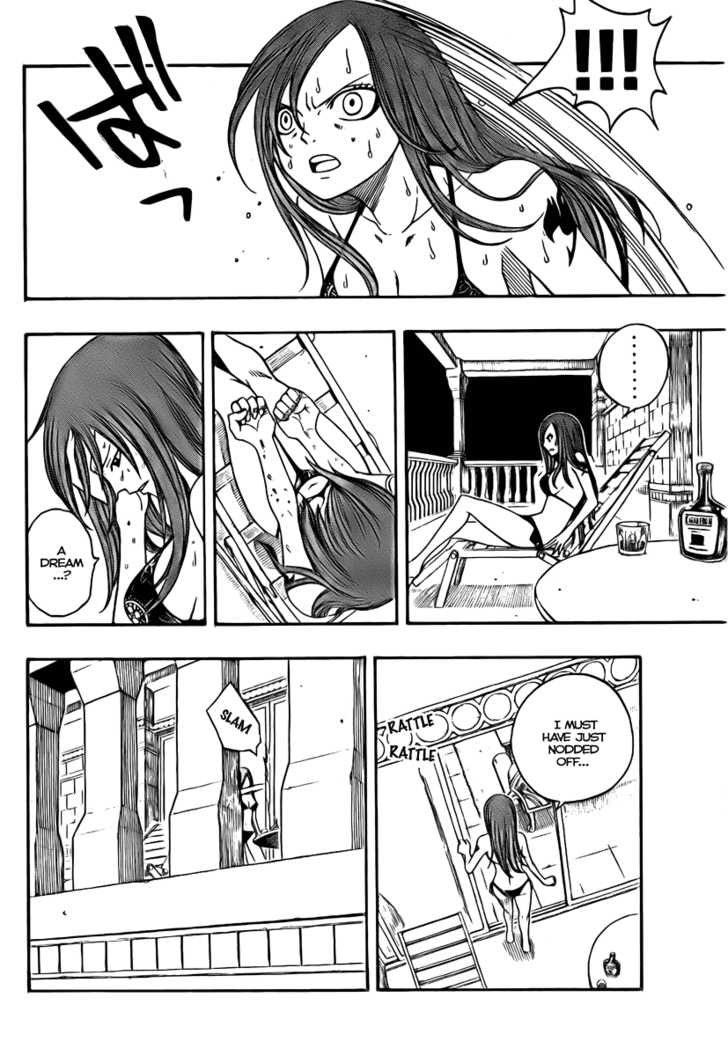 !!!
ばっ
......
A
DREAM
...?
I MUST
HAVE JUST
NODDED
OFF...
RATTLE
RATTLE
SLAM